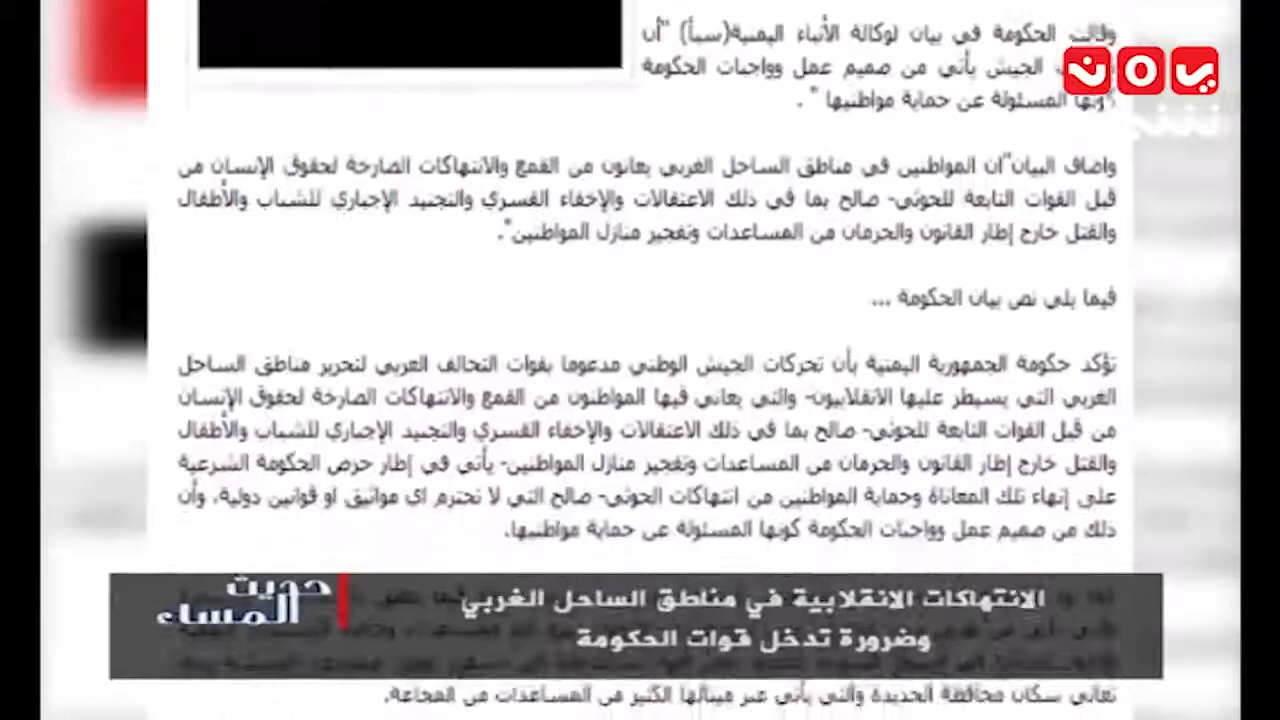 وقالت الحكومة في بيان لوكالة الأنباء اليمنية(سبأ) "أن
الجيش يأتي من صميم عمل وواجبات الحكومة
كونها المسئولة عن حماية مواطنيها " .
يمن
واضاف البيان"ان المواطنين في مناطق الساحل الغربي يعانون من القمع والانتهاكات الصارخة لحقوق الإنسان من
قبل القوات التابعة للحوثي- صالح بما في ذلك الاعتقالات والإخفاء القسري والتجنيد الإجباري للشباب والأطفال
والقتل خارج إطار القانون والحرمان من المساعدات وتفجير منازل المواطنين".
فيما يلي نص بيان الحكومة ...
تؤكد حكومة الجمهورية اليمنية بأن تحركات الجيش الوطني مدعوما بقوات التحالف العربي لتحرير مناطق الساحل
الغربي التي يسيطر عليها الانقلابيون- والتي يعاني فيها المواطنون من القمع والانتهاكات الصارخة لحقوق الإنسان
من قبل القوات التابعة للحوثي- صالح بما في ذلك الاعتقالات والإخفاء القسري والتجنيد الإجباري للشباب والأطفال
والقتل خارج إطار القانون والحرمان من المساعدات وتفجير منازل المواطنين- يأتي في إطار حرص الحكومة الشرعية
على إنهاء تلك المعاناة وحماية المواطنين من انتهاكات الحوثي- صالح التي لا تحترم اي مواثيق او قوانين دولية، وأن
ذلك من صميم عمل وواجبات الحكومة كونها المسئولة عن حماية مواطنيها.
حديث
المساء
الانتهاكات الانقلابية في مناطق الساحل الغربي
وضرورة تدخل قوات الحكومة
تعاني سكان محافظة الحديدة والتي يأتي عبر مينائها الكثير من المساعدات من المجاعة.